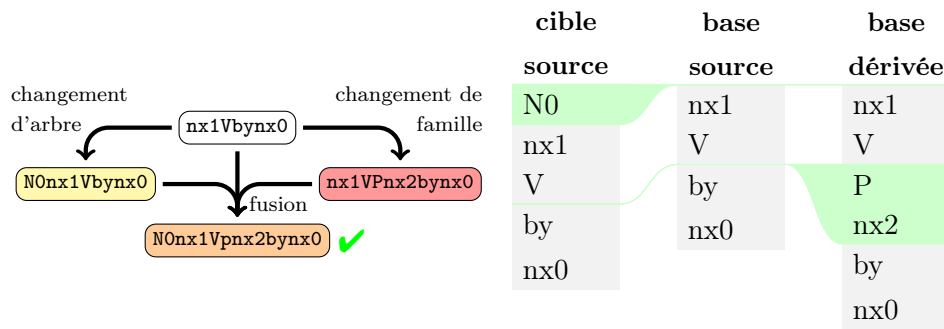 changement
d'arbre
changement de
famille
nx1Vbynx0
N0nx1Vbynx0
nx1VPnx2bynx0
fusion
N0nx1Vpnx2bynx0
cible
source
base
source
base
dérivée
N0
nx1
V
by
nx0
nx1
V
by
nx0
nx1
V
P
nx2
by
nx0